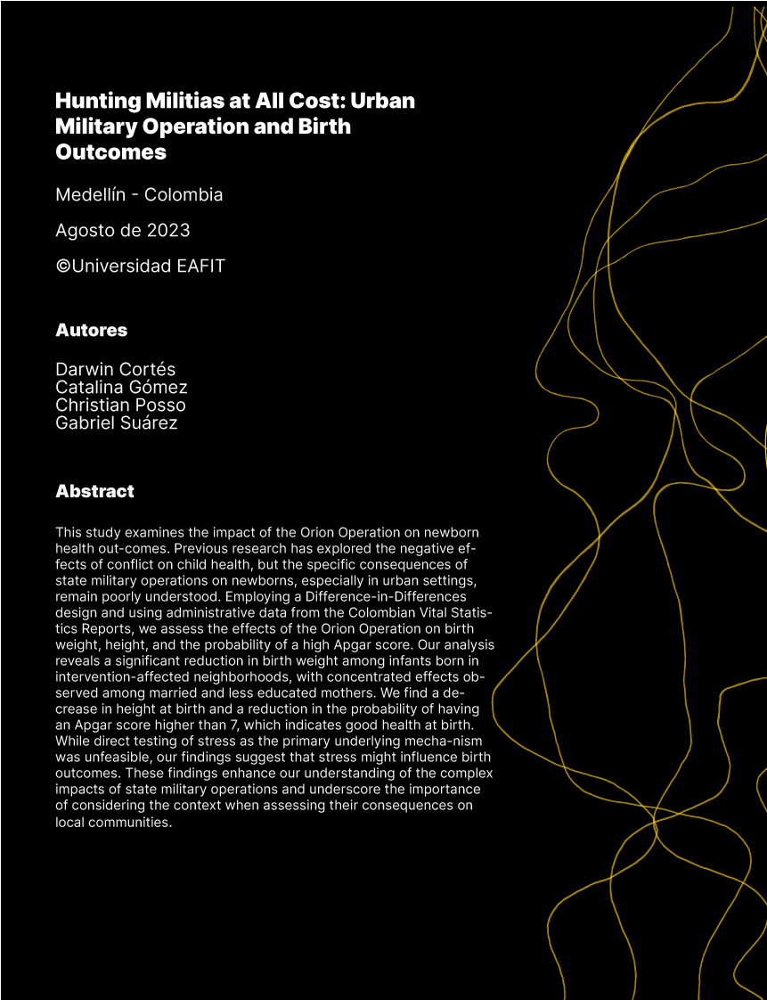 Hunting Militias at All Cost: Urban
Military Operation and Birth
Outcomes
Medellín - Colombia
Agosto de 2023
©Universidad EAFIT
Autores
Darwin Cortés
Catalina Gómez
Christian Posso
Gabriel Suárez
Abstract
This study examines the impact of the Orion Operation on newborn
health out-comes. Previous research has explored the negative ef-
fects of conflict on child health, but the specific consequences of
state military operations on newborns, especially in urban settings,
remain poorly understood. Employing a Difference-in-Differences
design and using administrative data from the Colombian Vital Statis-
tics Reports, we assess the effects of the Orion Operation on birth
weight, height, and the probability of a high Apgar score. Our analysis
reveals a significant reduction in birth weight among infants born in
intervention-affected neighborhoods, with concentrated effects ob-
served among married and less educated mothers. We find a de-
crease in height at birth and a reduction in the probability of having
an Apgar score higher than 7, which indicates good health at birth.
While direct testing of stress as the primary underlying mecha-nism
was unfeasible, our findings suggest that stress might influence birth
outcomes. These findings enhance our understanding of the complex
impacts of state military operations and underscore the importance
of considering the context when assessing their consequences on
local communities.